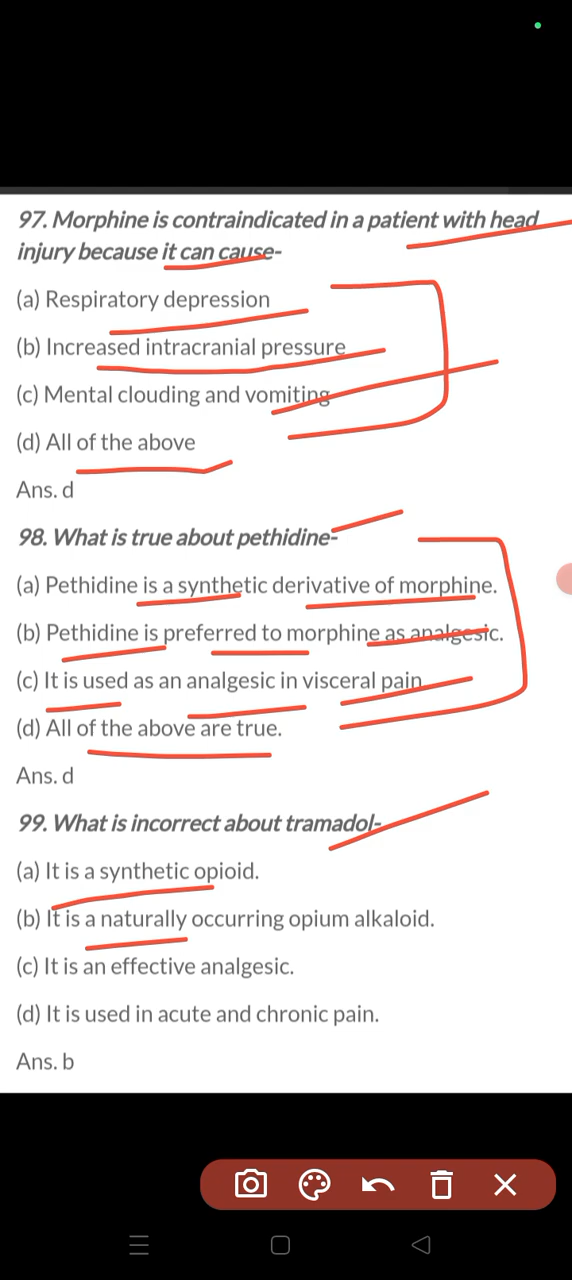 97. Morphine is contraindicated in a patient with head
injury because it can cause-
(a) Respiratory depression
(b) Increased intracranial pressure
(c) Mental clouding and vomiting
(d) All of the above
Ans. d
98. What is true about pethidine-
(a) Pethidine is a synthetic derivative of morphine.
(b) Pethidine is preferred to morphine as analgesic.
(c) It is used as an analgesic in visceral pain
(d) All of the above are true.
Ans. d
99. What is incorrect about tramadol-
(a) It is a synthetic opioid.
(b) It is a naturally occurring opium alkaloid.
(c) It is an effective analgesic.
(d) It is used in acute and chronic pain.
Ans. b